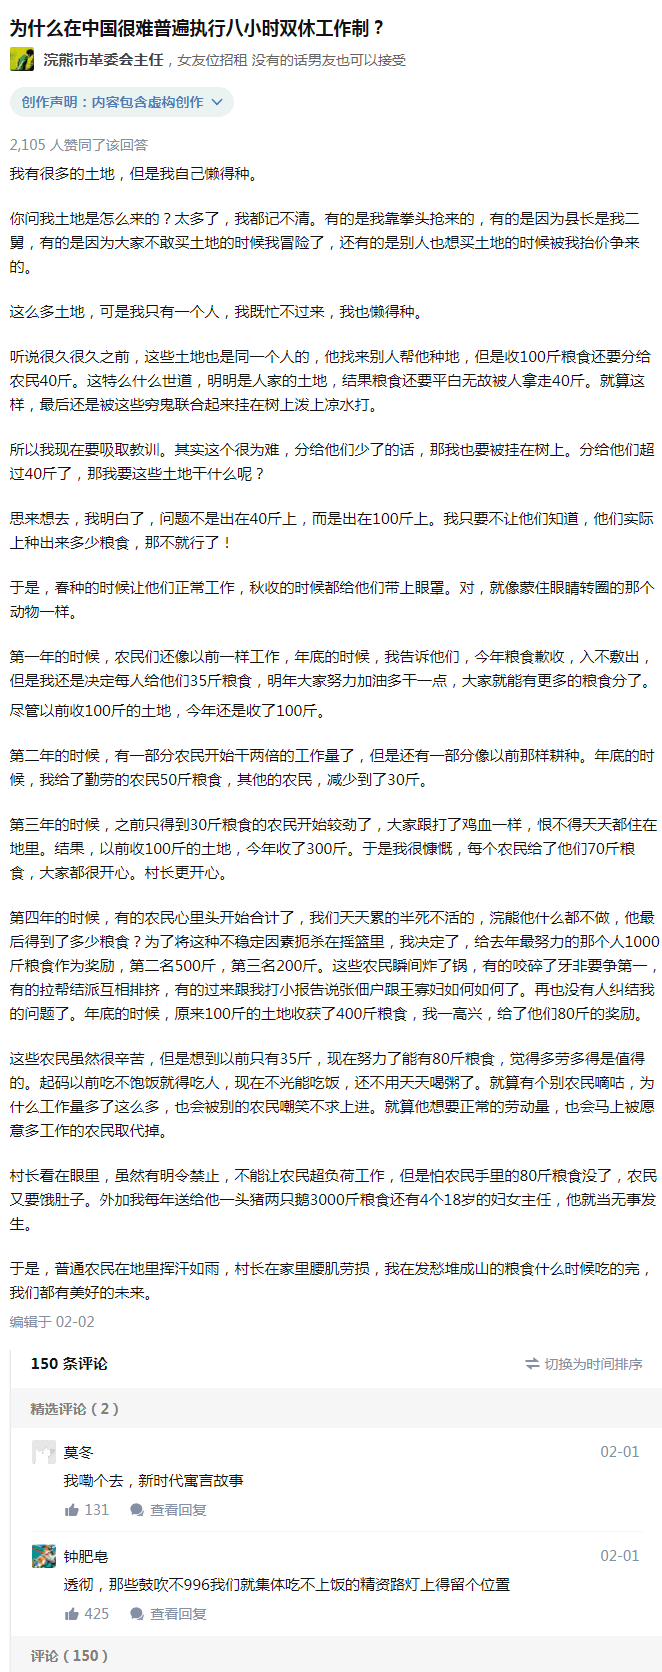 为什么在中国很难普遍执行八小时双休工作制？
浣熊市革委会主任，女友位招租 没有的话男友也可以接受
创作声明：内容包含虚构创作
2,105 人赞同了该回答
我有很多的土地，但是我自己懒得种。
你问我土地是怎么来的？太多了，我都记不清。有的是我靠拳头抢来的，有的是因为县长是我二
舅，有的是因为大家不敢买土地的时候我冒险了，还有的是别人也想买土地的时候被我抬价争来
的。
这么多土地，可是我只有一个人，我既忙不过来，我也懒得种。
听说很久很久之前，这些土地也是同一个人的，他找来别人帮他种地，但是收100斤粮食还要分给
农民40斤。这特么什么世道，明明是人家的土地，结果粮食还要平白无故被人拿走40斤。就算这
样，最后还是被这些穷鬼联合起来挂在树上泼上凉水打。
所以我现在要吸取教训。其实这个很为难，分给他们少了的话，那我也要被挂在树上。分给他们超
过40斤了，那我要这些土地干什么呢？
思来想去，我明白了，问题不是出在40斤上，而是出在100斤上。我只要不让他们知道，他们实际
上种出来多少粮食，那不就行了！
于是，春种的时候让他们正常工作，秋收的时候都给他们带上眼罩。对，就像蒙住眼睛转圈的那个
动物一样。
第一年的时候，农民们还像以前一样工作，年底的时候，我告诉他们，今年粮食歉收，入不敷出，
但是我还是决定每人给他们35斤粮食，明年大家努力加油多干一点，大家就能有更多的粮食分了。
尽管以前收100斤的土地，今年还是收了100斤。
第二年的时候，有一部分农民开始干两倍的工作量了，但是还有一部分像以前那样耕种。年底的时
候，我给了勤劳的农民50斤粮食，其他的农民，减少到了30斤。
第三年的时候，之前只得到30斤粮食的农民开始较劲了，大家跟打了鸡血一样，恨不得天天都住在
地里。结果，以前收100斤的土地，今年收了300斤。于是我很慷慨，每个农民给了他们70斤粮
食，大家都很开心。村长更开心。
第四年的时候，有的农民心里头开始合计了，我们天天累的半死不活的，浣熊他什么都不做，他最
后得到了多少粮食？为了将这种不稳定因素扼杀在摇篮里，我决定了，给去年最努力的那个人1000
斤粮食作为奖励，第二名500斤，第三名200斤。这些农民瞬间炸了锅，有的咬碎了牙非要争第一，
有的拉帮结派互相排挤，有的过来跟我打小报告说张佃户跟王寡妇如何如何了。再也没有人纠结我
的问题了。年底的时候，原来100斤的土地收获了400斤粮食，我一高兴，给了他们80斤的奖励。
这些农民虽然很辛苦，但是想到以前只有35斤，现在努力了能有80斤粮食，觉得多劳多得是值得
的。起码以前吃不饱饭就得吃人，现在不光能吃饭，还不用天天喝粥了。就算有个别农民嘀咕，为
什么工作量多了这么多，也会被别的农民嘲笑不求上进。就算他想要正常的劳动量，也会马上被愿
意多工作的农民取代掉。
村长看在眼里，虽然有明令禁止，不能让农民超负荷工作，但是怕农民手里的80斤粮食没了，农民
又要饿肚子。外加我每年送给他一头猪两只鹅3000斤粮食还有4个18岁的妇女主任，他就当无事发
生。
于是，普通农民在地里挥汗如雨，村长在家里腰肌劳损，我在发愁堆成山的粮食什么时候吃的完，
我们都有美好的未来。
编辑于 02-02
150 条评论
切换为时间排序
精选评论（2）
莫冬
02-01
我嘞个去，新时代寓言故事
131 查看回复
钟肥皂
02-01
透彻，那些鼓吹不996我们就集体吃不上饭的精资路灯上得留个位置
425 查看回复
评论（150）